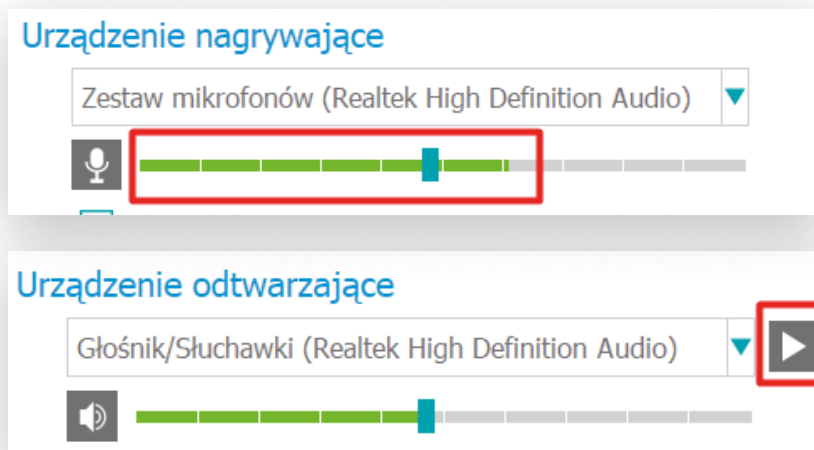 Urządzenie nagrywające
Zestaw mikrofonów (Realtek High Definition Audio)
Urządzenie odtwarzające
Głośnik/Słuchawki (Realtek High Definition Audio)